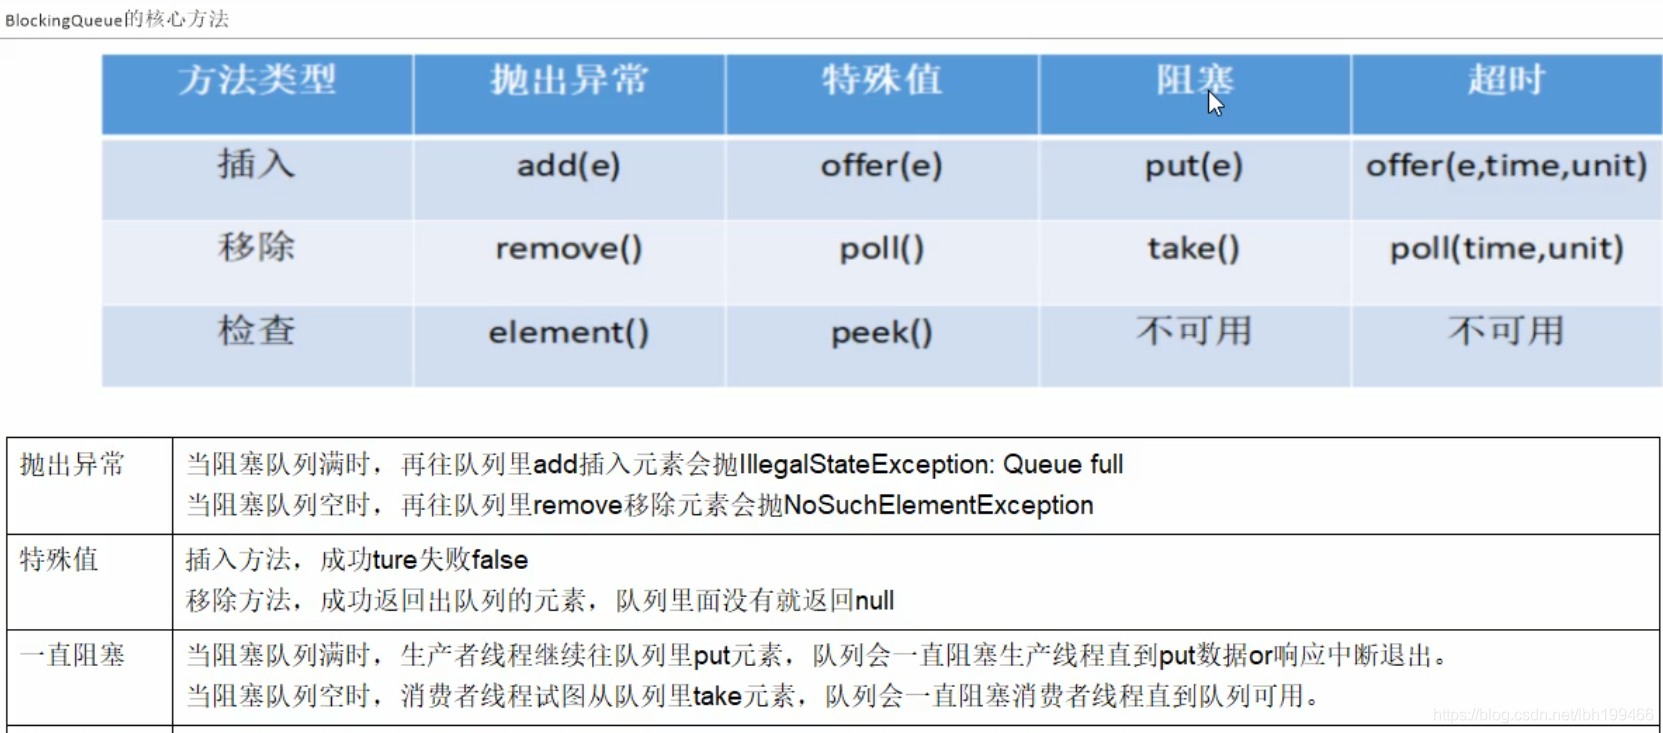 BlockingQueue的核心方法
方法类型 抛出异常 特殊值 阻塞 超时
插入 add(e) offer(e) put(e) offer(e,time,unit)
移除 remove() poll() take() poll(time,unit)
检查 element() peek() 不可用 不可用
抛出异常 当阻塞队列满时，再往队列里add插入元素会抛IllegalStateException: Queue full
当阻塞队列空时，再往队列里remove移除元素会抛NoSuchElementException
特殊值 插入方法，成功ture失败false
移除方法，成功返回出队列的元素，队列里面没有就返回null
一直阻塞 当阻塞队列满时，生产者线程继续往队列里put元素，队列会一直阻塞生产线程直到put数据or响应中断退出。
当阻塞队列空时，消费者线程试图从队列里take元素，队列会一直阻塞消费者线程直到队列可用。
https://blog.csdn.net/lbh199466